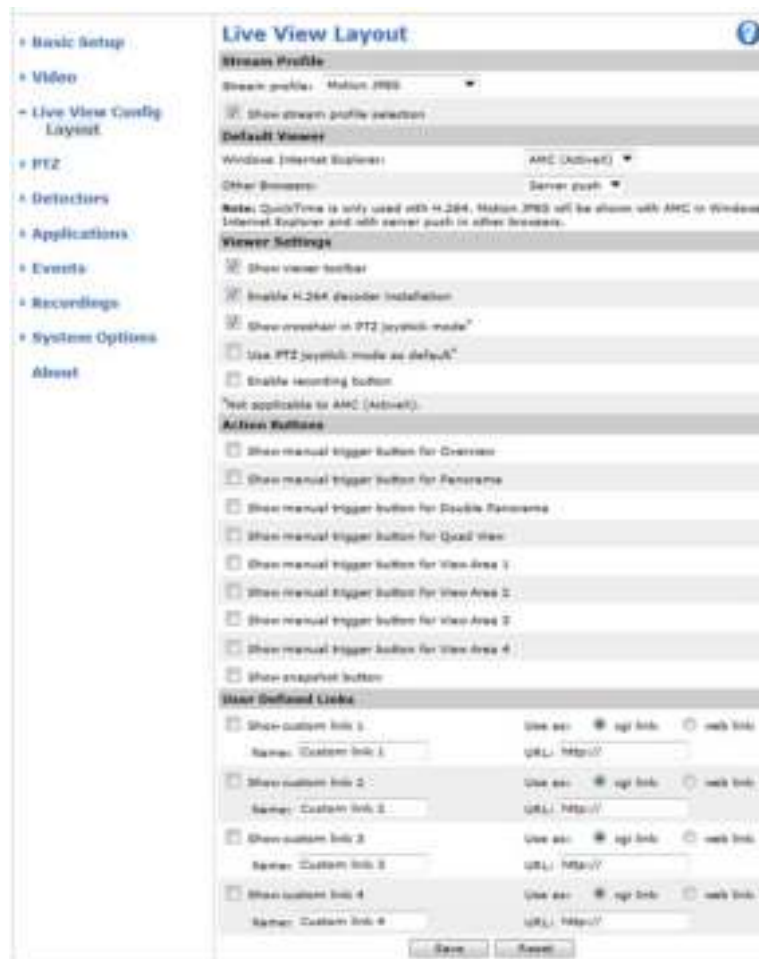 Basic Setup
Video
Live View Config
Layout
PTZ
Detectors
Applications
Events
Recordings
System Options
About
Live View Layout
?
Stream Profile
Stream profile: Motion JPEG
Show stream profile selection
Default Viewer
Windows Internet Explorer: AMC (ActiveX)
Other Browsers: Server push
Note: QuickTime is only used with H.264. Motion JPEG will be shown with AMC in Windows
Internet Explorer and with server push in other browsers.
Viewer Settings
Show viewer toolbar
Enable H.264 decoder installation
Show crosshair in PTZ joystick mode*
Use PTZ joystick mode as default*
Enable recording button
*Not applicable to AMC (ActiveX).
Action Buttons
Show manual trigger button for Overview
Show manual trigger button for Panorama
Show manual trigger button for Double Panorama
Show manual trigger button for Quad View
Show manual trigger button for View Area 1
Show manual trigger button for View Area 2
Show manual trigger button for View Area 3
Show manual trigger button for View Area 4
Show snapshot button
User Defined Links
Show custom link 1 Use as: cgi link web link
Name: Custom link 1 URL: http://
Show custom link 2 Use as: cgi link web link
Name: Custom link 2 URL: http://
Show custom link 3 Use as: cgi link web link
Name: Custom link 3 URL: http://
Show custom link 4 Use as: cgi link web link
Name: Custom link 4 URL: http://
Save Reset